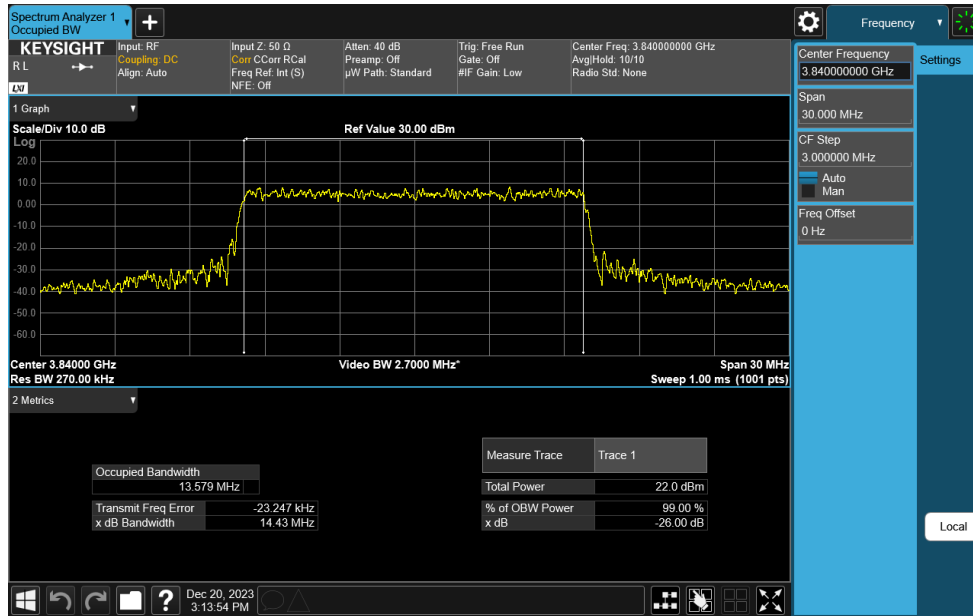 Spectrum Analyzer 1
Occupied BW
Frequency
KEYSIGHT
R L
LXI
Input: RF
Coupling: DC
Align: Auto
Input Z: 50 Ω
Corr CCorr RCal
Freq Ref: Int (S)
NFE: Off
Atten: 40 dB
Preamp: Off
µW Path: Standard
Trig: Free Run
Gate: Off
#IF Gain: Low
Center Freq: 3.840000000 GHz
Avg|Hold: 10/10
Radio Std: None
Center Frequency
3.840000000 GHz
Settings
Span
30.000 MHz
CF Step
3.000000 MHz
Auto
Man
Freq Offset
0 Hz
Local
1 Graph
Scale/Div 10.0 dB
Ref Value 30.00 dBm
Log
20.0
10.0
0.00
-10.0
-20.0
-30.0
-40.0
-50.0
-60.0
Center 3.84000 GHz
Video BW 2.7000 MHz*
Span 30 MHz
Res BW 270.00 kHz
Sweep 1.00 ms (1001 pts)
2 Metrics
Occupied Bandwidth
13.579 MHz
Transmit Freq Error -23.247 kHz
x dB Bandwidth 14.43 MHz
Measure Trace Trace 1
Total Power 22.0 dBm
% of OBW Power 99.00 %
x dB -26.00 dB
?
Dec 20, 2023
3:13:54 PM